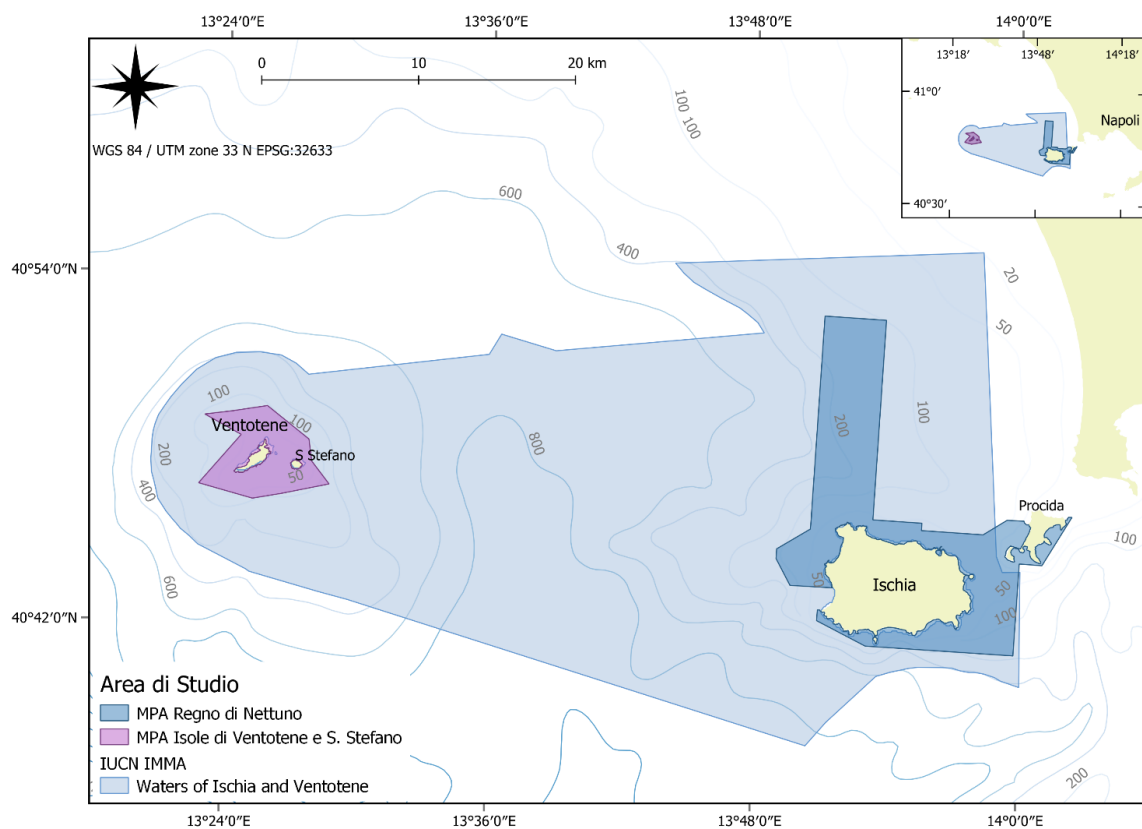 13°24′0″E 13°36′0″E 13°48′0″E 14°0′0″E
0 10 20 km
WGS 84 / UTM zone 33 N EPSG:32633
13°18′ 13°48′ 14°18′
41°0′
Napoli
40°30′
100 100
600
400
20
40°54′0″N
50
100
100
Ventotene
100
200
S Stefano
50
400
800
200
100
Procida
100
600
50
Ischia
50
100
40°42′0″N
200
Area di Studio
MPA Regno di Nettuno
MPA Isole di Ventotene e S. Stefano
IUCN IMMA
Waters of Ischia and Ventotene
13°24′0″E 13°36′0″E 13°48′0″E 14°0′0″E